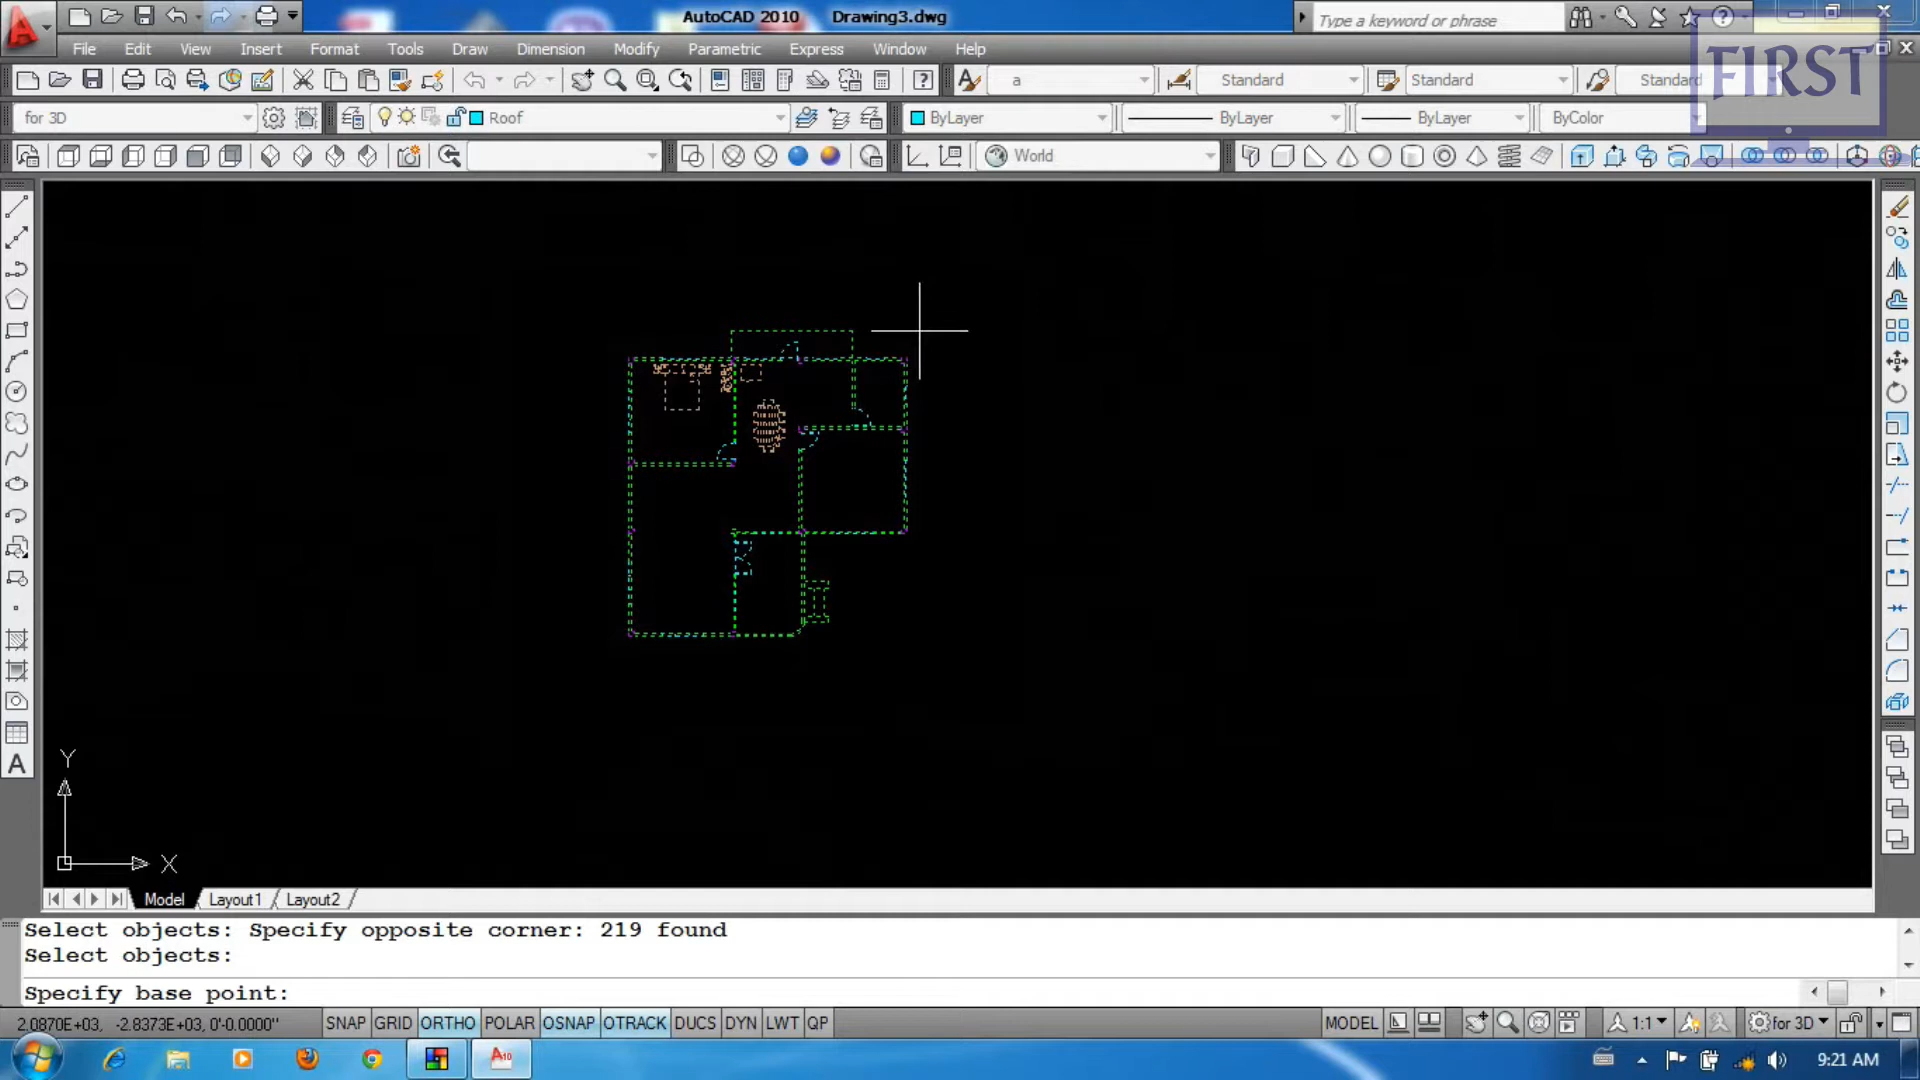 AutoCAD 2010 Drawing3.dwg
Type a keyword or phrase
FIRST
File Edit View Insert Format Tools Draw Dimension Modify Parametric Express Window Help
a Standard Standard Standard
for 3D Roof ByLayer ByLayer ByLayer ByColor
World
Y
X
Model Layout1 Layout2
Select objects: Specify opposite corner: 219 found
Select objects:
Specify base point:
2.0870E+03, -2.8373E+03, 0'-0.0000" SNAP GRID ORTHO POLAR OSNAP OTRACK DUCS DYN LWT QP MODEL 1:1 for 3D
9:21 AM